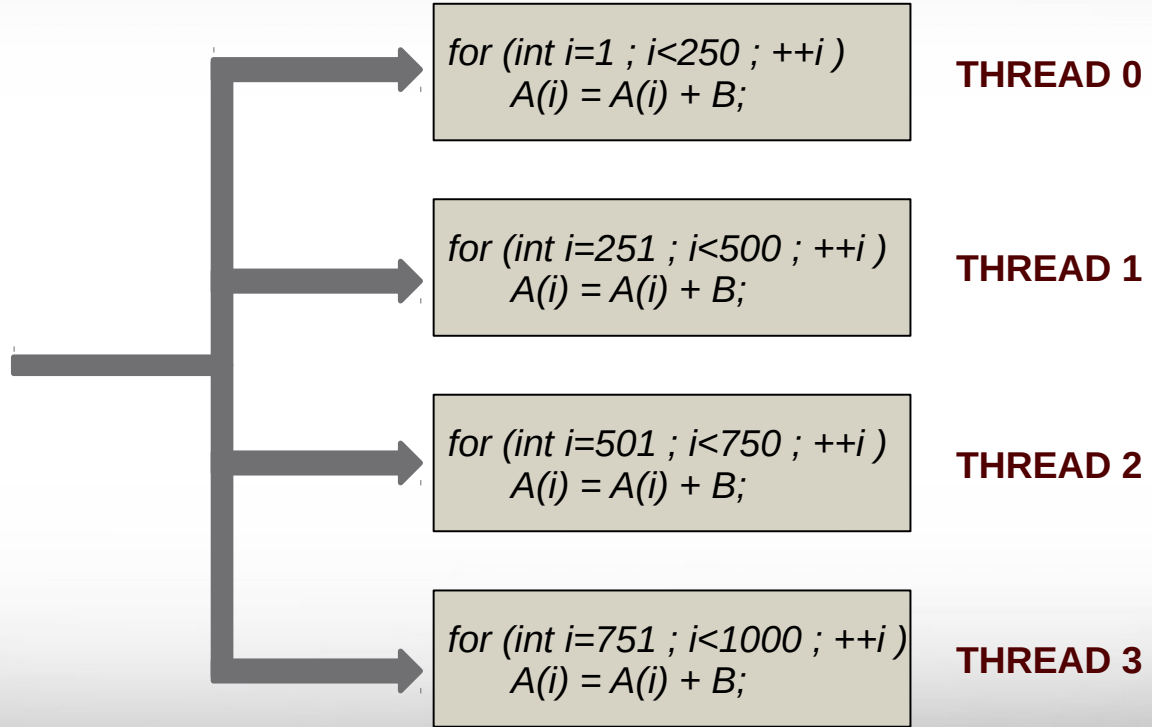 for (int i=1 ; i<250 ; ++i )
A(i) = A(i) + B;
THREAD 0
for (int i=251 ; i<500 ; ++i )
A(i) = A(i) + B;
THREAD 1
for (int i=501 ; i<750 ; ++i )
A(i) = A(i) + B;
THREAD 2
for (int i=751 ; i<1000 ; ++i )
A(i) = A(i) + B;
THREAD 3